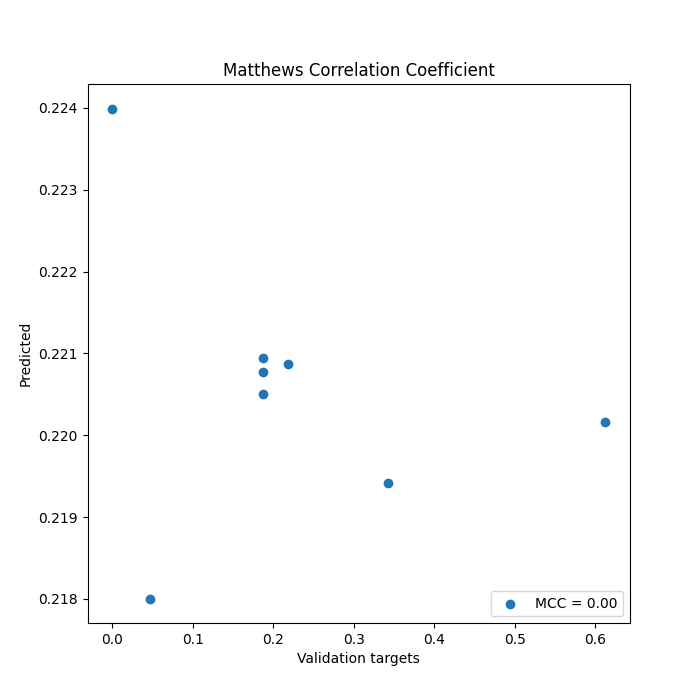 Matthews Correlation Coefficient
0.224
0.223
0.222
0.221
0.220
0.219
0.218
Predicted
MCC = 0.00
0.0 0.1 0.2 0.3 0.4 0.5 0.6
Validation targets